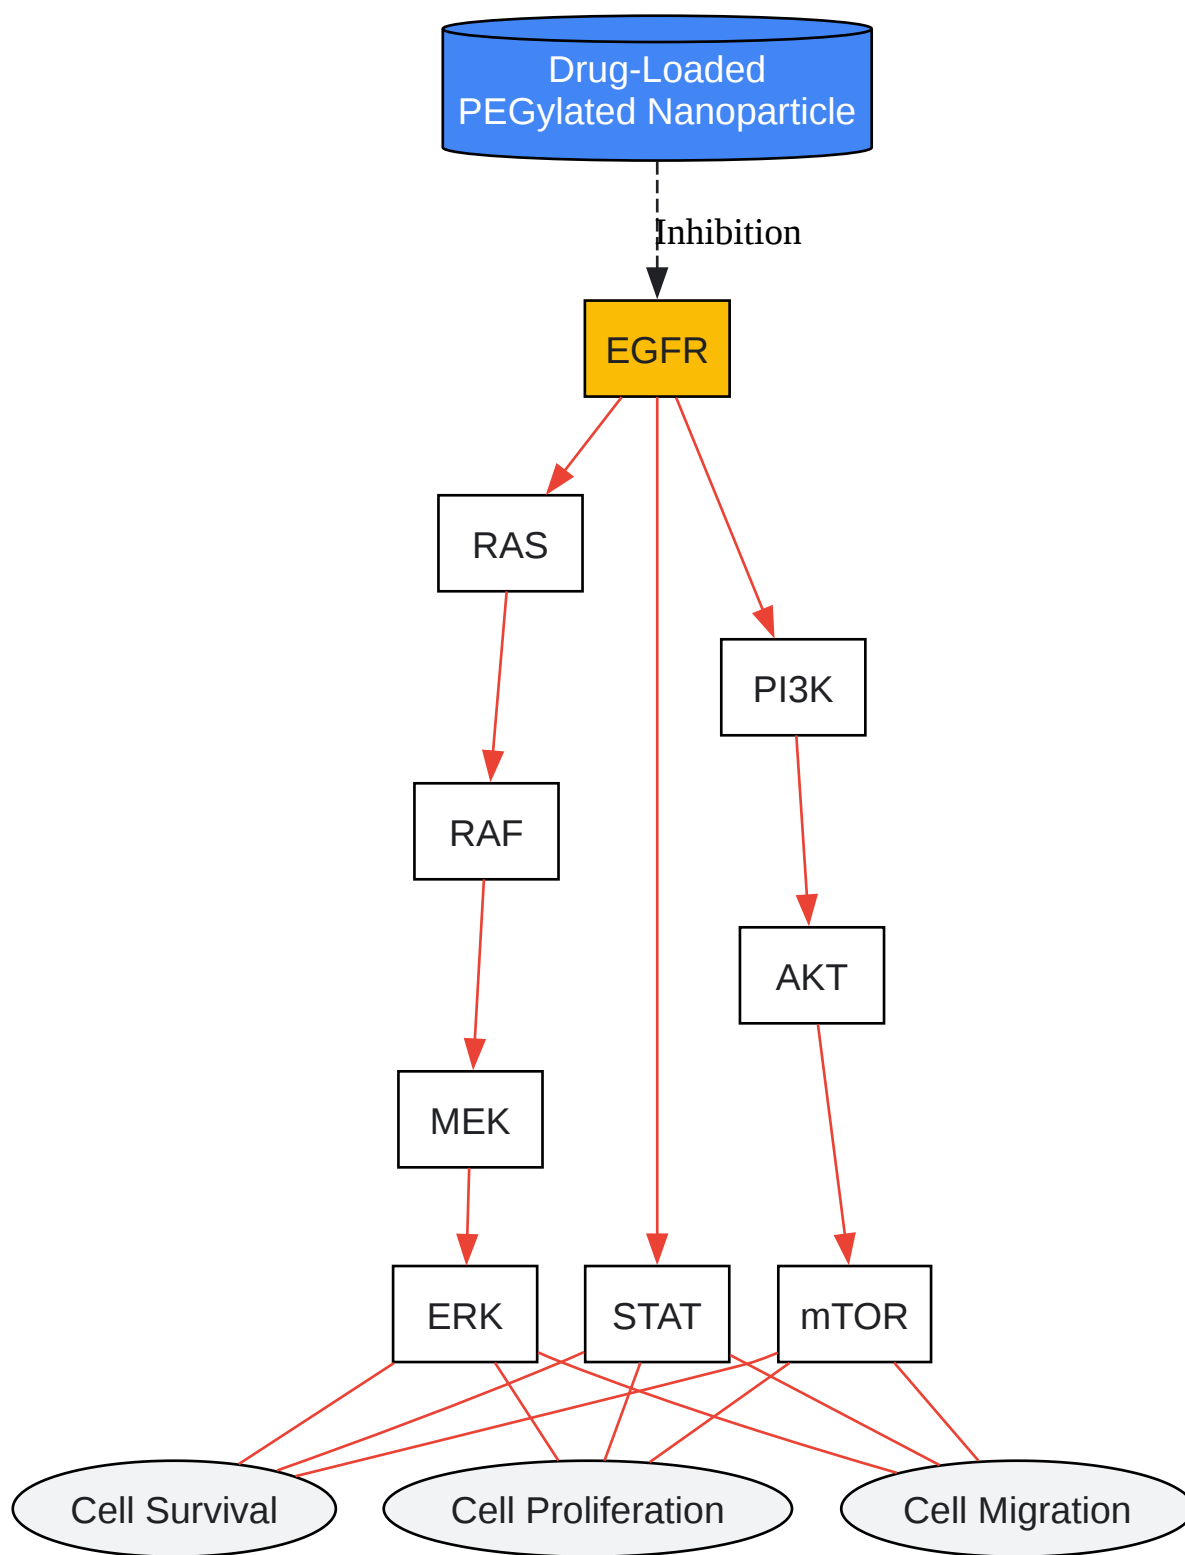 Drug-Loaded
PEGylated Nanoparticle
Inhibition
EGFR
RAS
PI3K
RAF
AKT
MEK
ERK
STAT
mTOR
Cell Survival
Cell Proliferation
Cell Migration